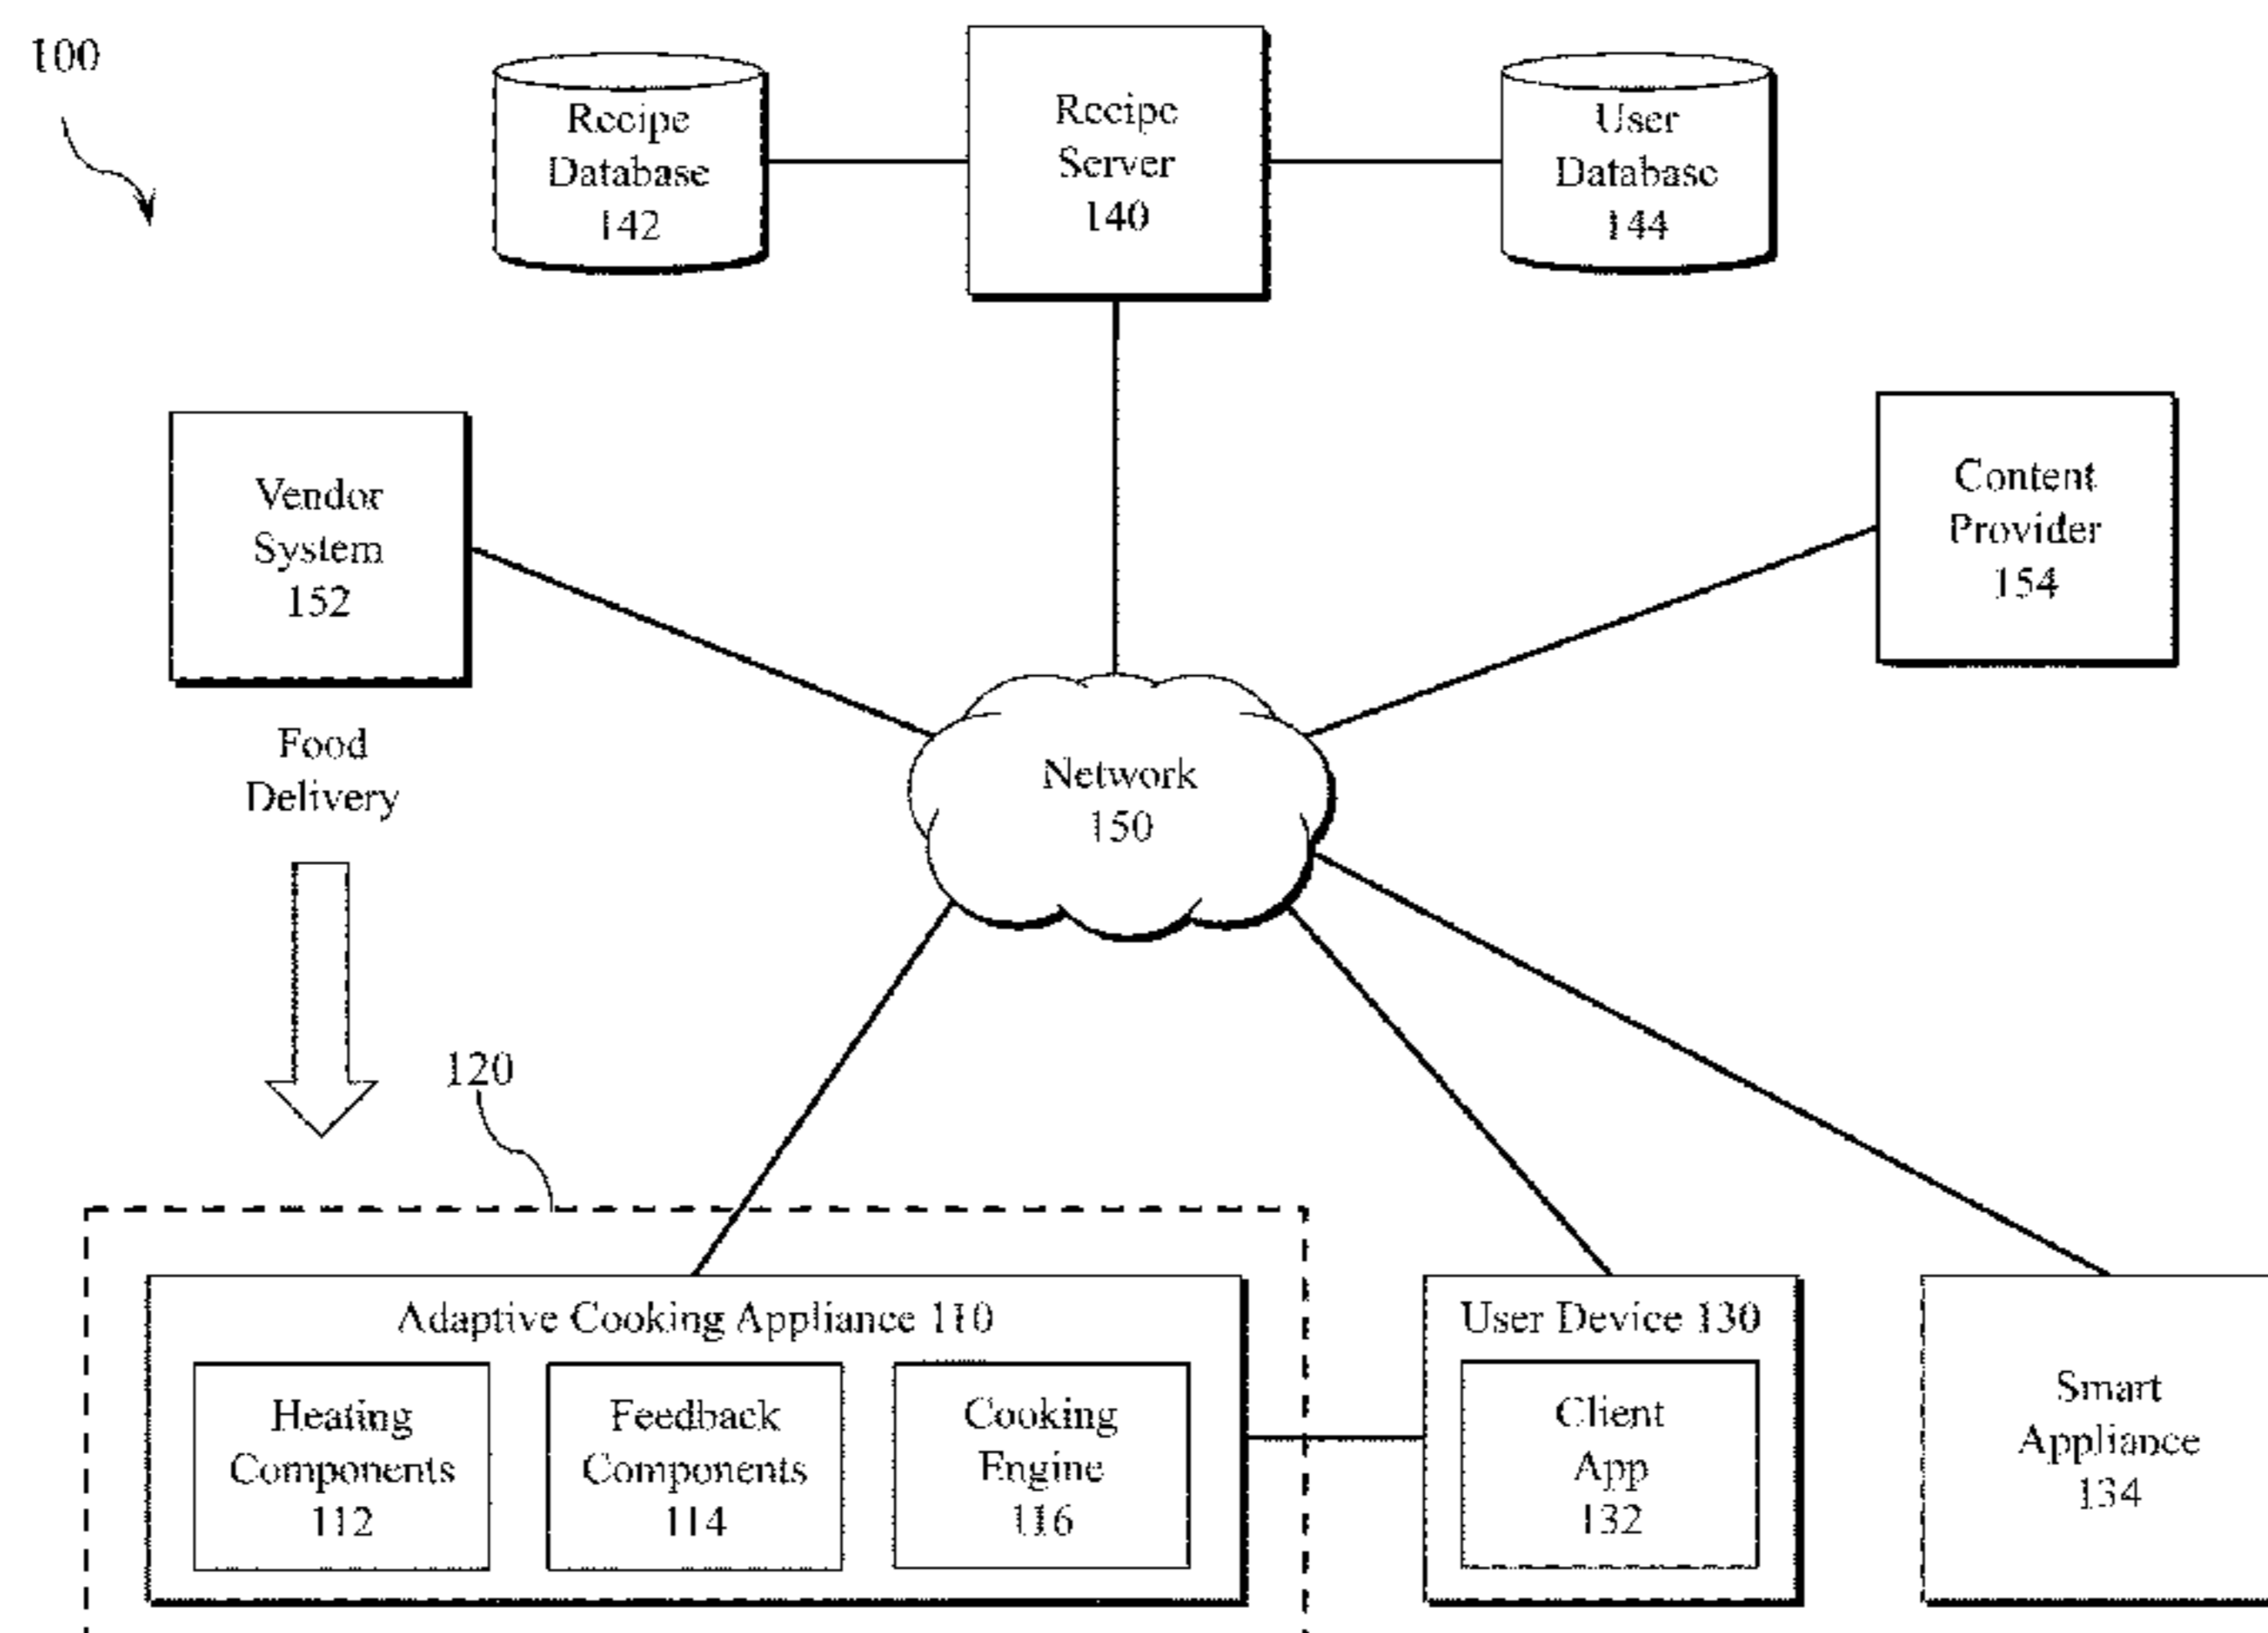 100
Recipe
Database
142
Recipe
Server
140
User
Database
144
Vendor
System
152
Content
Provider
154
Food
Delivery
Network
150
120
Adaptive Cooking Appliance 110
Heating
Components
112
Feedback
Components
114
Cooking
Engine
116
User Device 130
Client
App
132
Smart
Appliance
134